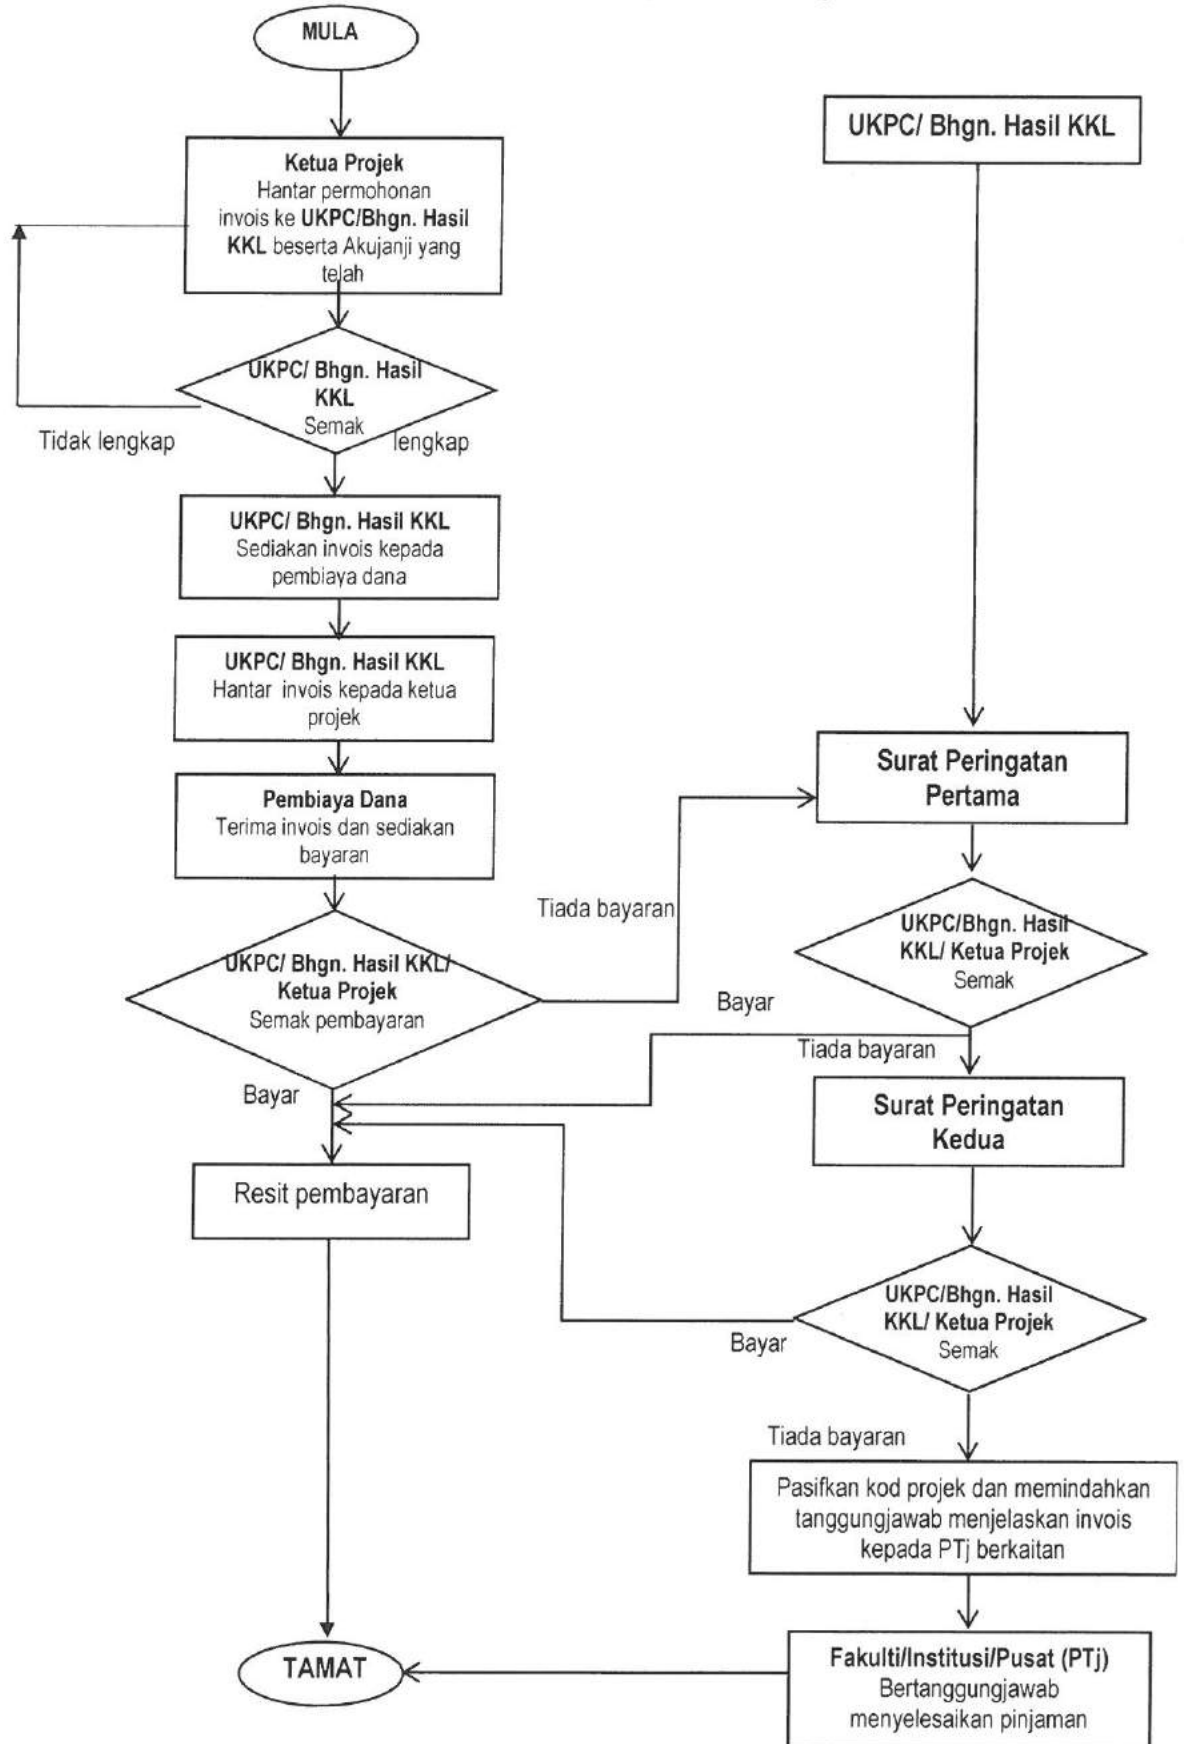 MULA
Ketua Projek
Hantar permohonan
invois ke UKPC/Bhgn. Hasil
KKL beserta Akujanji yang
telah
UKPC/ Bhgn. Hasil
KKL
Semak
Tidak lengkap
lengkap
UKPC/ Bhgn. Hasil KKL
Sediakan invois kepada
pembiaya dana
UKPC/ Bhgn. Hasil KKL
Hantar invois kepada ketua
projek
Pembiaya Dana
Terima invois dan sediakan
bayaran
Tiada bayaran
UKPC/ Bhgn. Hasil KKL/
Ketua Projek
Semak pembayaran
Bayar
Resit pembayaran
TAMAT
UKPC/ Bhgn. Hasil KKL
Surat Peringatan
Pertama
UKPC/Bhgn. Hasil
KKL/ Ketua Projek
Semak
Bayar
Tiada bayaran
Surat Peringatan
Kedua
UKPC/Bhgn. Hasil
KKL/ Ketua Projek
Semak
Bayar
Tiada bayaran
Pasifkan kod projek dan memindahkan
tanggungjawab menjelaskan invois
kepada PTj berkaitan
Fakulti/Institusi/Pusat (PTj)
Bertanggungjawab
menyelesaikan pinjaman